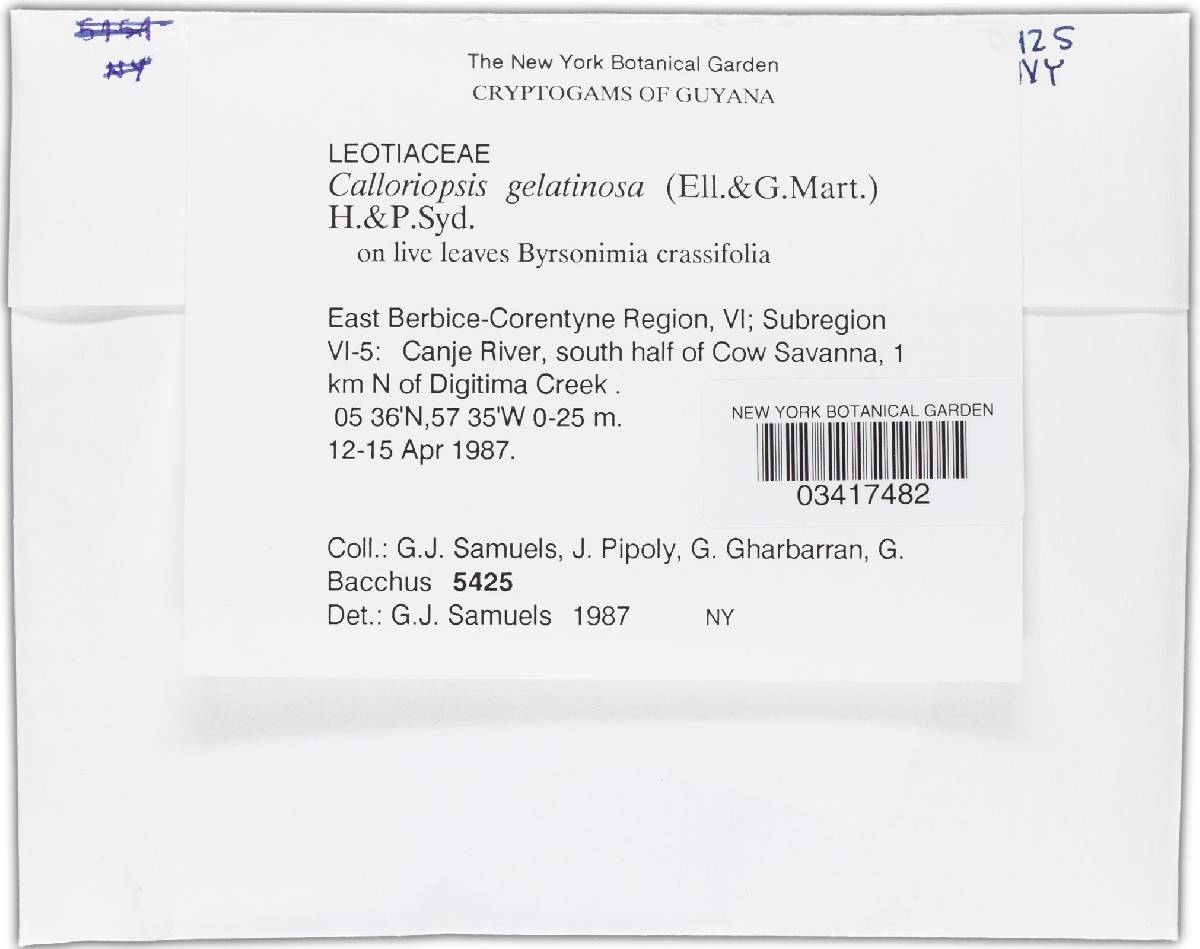 5454
NY
125
NY
The New York Botanical Garden
CRYPTOGAMS OF GUYANA
LEOTIACEAE
Calloriopsis gelatinosa (Ell.&G.Mart.)
H.&P.Syd.
on live leaves Byrsonimia crassifolia
East Berbice-Corentyne Region, VI; Subregion
VI-5: Canje River, south half of Cow Savanna, 1
km N of Digitima Creek .
05 36'N,57 35'W 0-25 m.
12-15 Apr 1987.
NEW YORK BOTANICAL GARDEN
03417482
Coll.: G.J. Samuels, J. Pipoly, G. Gharbarran, G.
Bacchus 5425
Det.: G.J. Samuels 1987 NY